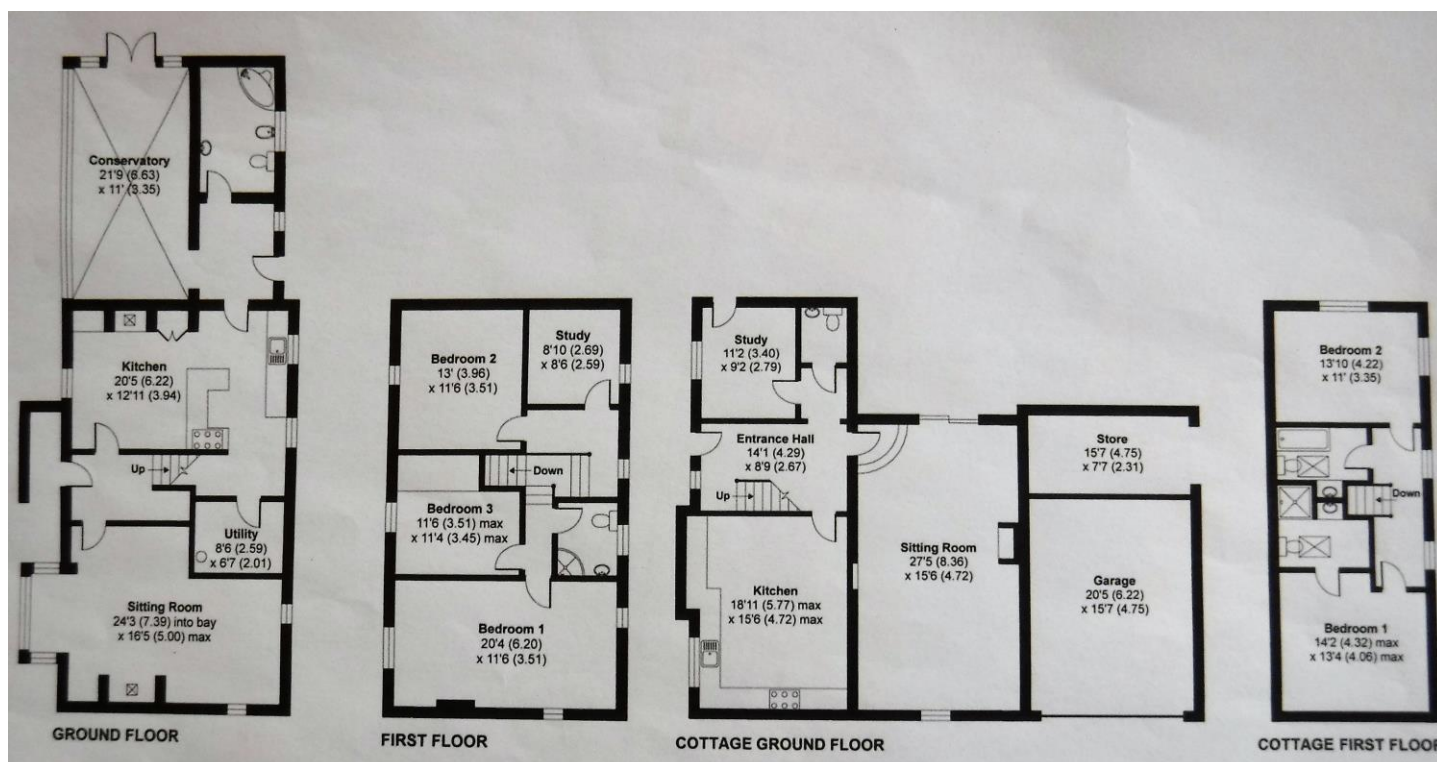 Conservatory
21'9 (6.63)
x 11' (3.35)
Kitchen
20'5 (6.22)
x 12'11 (3.94)
Up
Utility
8'6 (2.59)
x 6'7 (2.01)
Sitting Room
24'3 (7.39) into bay
x 16'5 (5.00) max
GROUND FLOOR
Bedroom 2
13' (3.96)
x 11'6 (3.51)
Study
8'10 (2.69)
x 8'6 (2.59)
Down
Bedroom 3
11'6 (3.51) max
x 11'4 (3.45) max
Bedroom 1
20'4 (6.20)
x 11'6 (3.51)
FIRST FLOOR
Study
11'2 (3.40)
x 9'2 (2.79)
Entrance Hall
14'1 (4.29)
x 8'9 (2.67)
Up
Kitchen
18'11 (5.77) max
x 15'6 (4.72) max
Sitting Room
27'5 (8.36)
x 15'6 (4.72)
Store
15'7 (4.75)
x 7'7 (2.31)
Garage
20'5 (6.22)
x 15'7 (4.75)
COTTAGE GROUND FLOOR
Bedroom 2
13'10 (4.22)
x 11' (3.35)
Down
Bedroom 1
14'2 (4.32) max
x 13'4 (4.06) max
COTTAGE FIRST FLOOR